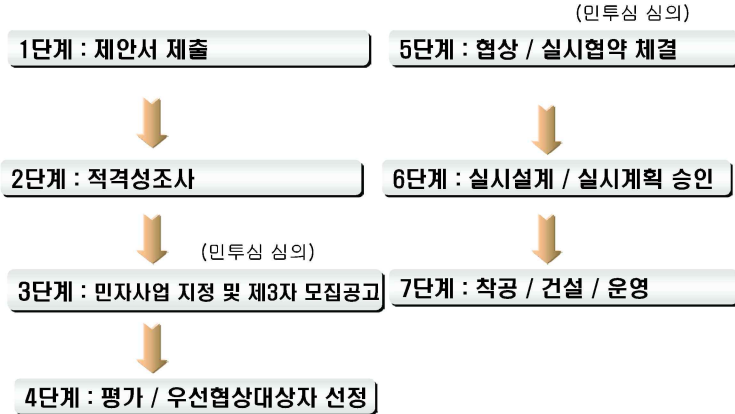 1단계 : 제안서 제출
2단계 : 적격성조사
(민투심 심의)
3단계 : 민자사업 지정 및 제3자 모집공고
4단계 : 평가 / 우선협상대상자 선정
(민투심 심의)
5단계 : 협상 / 실시협약 체결
6단계 : 실시설계 / 실시계획 승인
7단계 : 착공 / 건설 / 운영